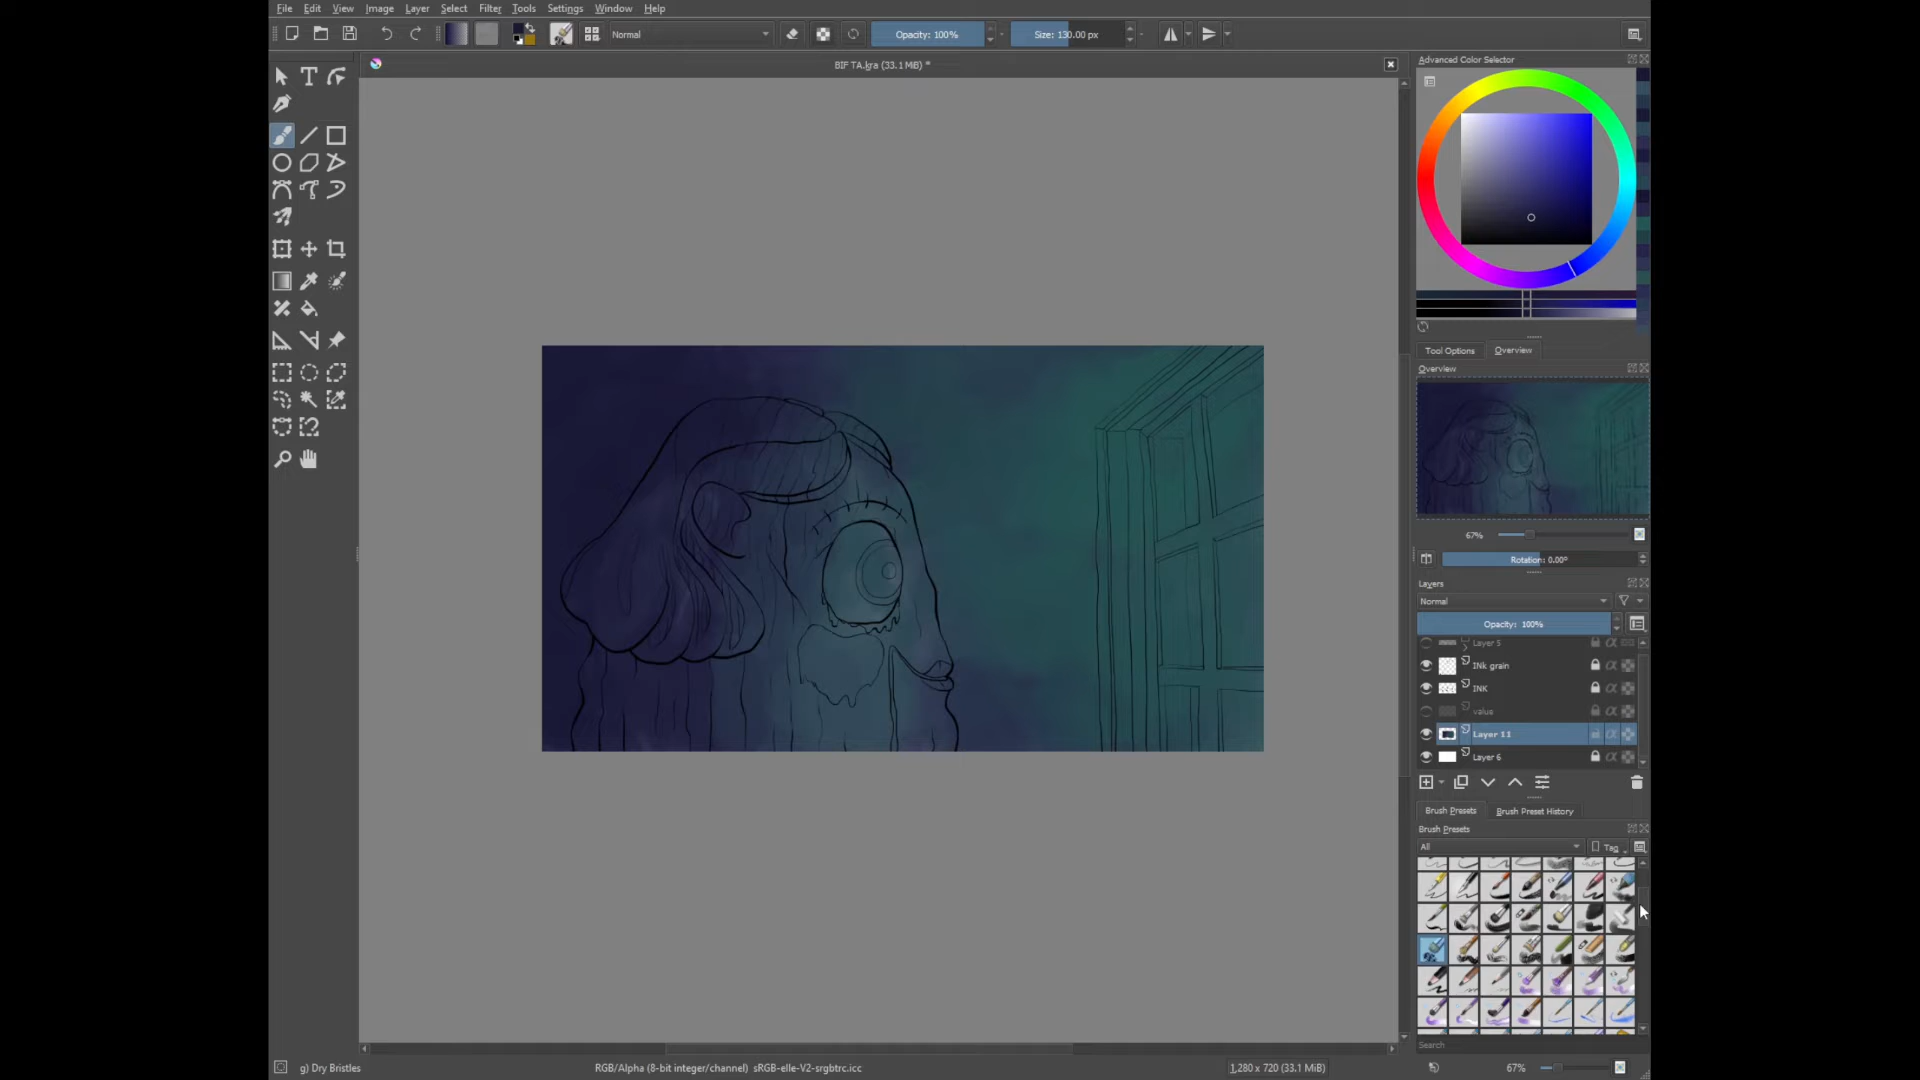 File Edit View Image Layer Select Filter Tools Settings Window Help
Normal
Opacity: 100%
Size: 130.00 px
BIF TA.kra (33.1 MiB) *
Advanced Color Selector
Tool Options Overview
Overview
67%
Rotation: 0.00°
Layers
Normal
Opacity: 100%
Layer 5
INk grain
INK
value
Layer 11
Layer 6
Brush Presets Brush Preset History
Brush Presets
All Tag
Search
g) Dry Bristles RGB/Alpha (8-bit integer/channel) sRGB-elle-V2-srgbtrc.icc 1,280 x 720 (33.1 MiB) 67%